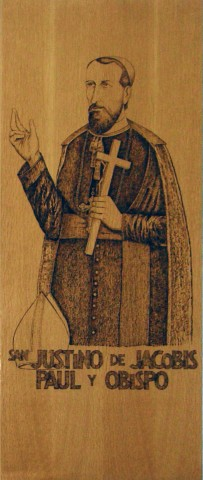 SAN JUSTINO DE JACOBIS
PAUL Y OBISPO